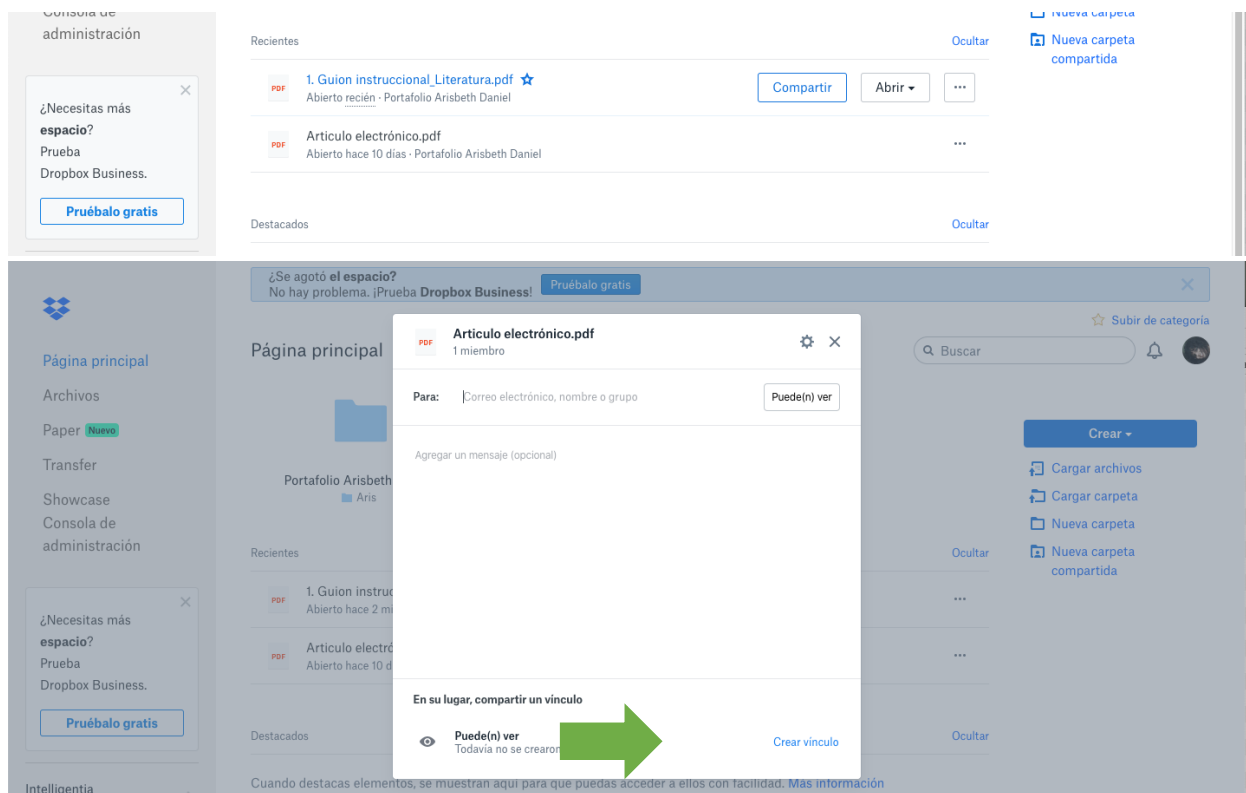 Consola de
administración
¿Necesitas más
espacio?
Prueba
Dropbox Business.
Pruébalo gratis
Recientes
Ocultar
PDF
1. Guion instruccional_Literatura.pdf
Abierto recién · Portafolio Arisbeth Daniel
Compartir
Abrir
...
PDF
Articulo electrónico.pdf
Abierto hace 10 días · Portafolio Arisbeth Daniel
...
Destacados
Ocultar
Nueva carpeta
Nueva carpeta
compartida
¿Se agotó el espacio?
No hay problema. ¡Prueba Dropbox Business!
Pruébalo gratis
Subir de categoría
Página principal
Archivos
Paper Nuevo
Transfer
Showcase
Consola de
administración
¿Necesitas más
espacio?
Prueba
Dropbox Business.
Pruébalo gratis
Intelligentia
Página principal
Buscar
Portafolio Arisbeth
Aris
Recientes
Ocultar
PDF
1. Guion instruc
Abierto hace 2 mi
...
PDF
Articulo electró
Abierto hace 10 d
...
Destacados
Ocultar
Cuando destacas elementos, se muestran aquí para que puedas acceder a ellos con facilidad. Más información
PDF
Articulo electrónico.pdf
1 miembro
Para:
Correo electrónico, nombre o grupo
Puede(n) ver
Agregar un mensaje (opcional)
En su lugar, compartir un vínculo
Puede(n) ver
Todavía no se crearon
Crear vínculo
Crear
Cargar archivos
Cargar carpeta
Nueva carpeta
Nueva carpeta
compartida